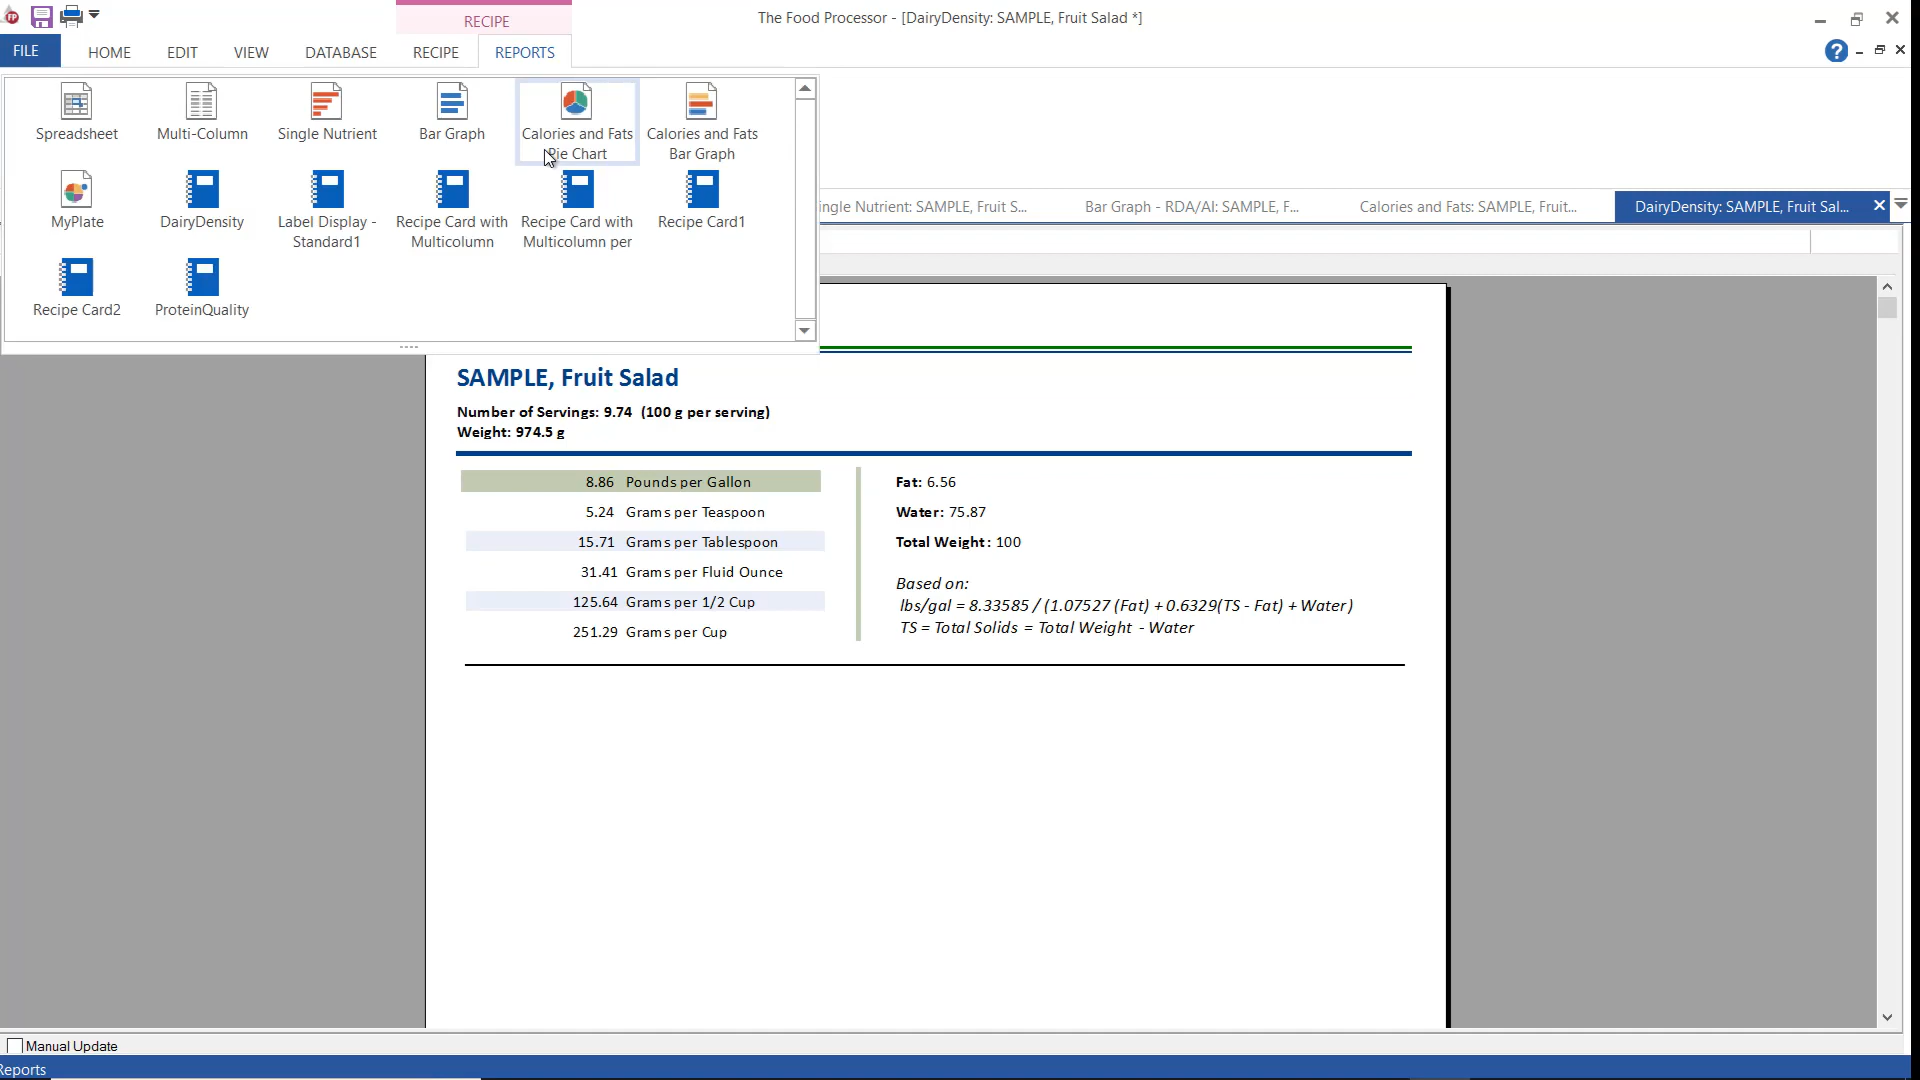 RECIPE
The Food Processor - [DairyDensity: SAMPLE, Fruit Salad *]
FILE HOME EDIT VIEW DATABASE RECIPE REPORTS
Spreadsheet
Multi-Column
Single Nutrient
Bar Graph
Calories and Fats
Pie Chart
Calories and Fats
Bar Graph
MyPlate
DairyDensity
Label Display -
Standard1
Recipe Card with
Multicolumn
Recipe Card with
Multicolumn per
Recipe Card1
Recipe Card2
ProteinQuality
ingle Nutrient: SAMPLE, Fruit S...
Bar Graph - RDA/AI: SAMPLE, F...
Calories and Fats: SAMPLE, Fruit...
DairyDensity: SAMPLE, Fruit Sal...
SAMPLE, Fruit Salad
Number of Servings: 9.74 (100 g per serving)
Weight: 974.5 g
8.86 Pounds per Gallon
5.24 Grams per Teaspoon
15.71 Grams per Tablespoon
31.41 Grams per Fluid Ounce
125.64 Grams per 1/2 Cup
251.29 Grams per Cup
Fat: 6.56
Water: 75.87
Total Weight: 100
Based on:
lbs/gal = 8.33585 / (1.07527 (Fat) + 0.6329(TS - Fat) + Water)
TS = Total Solids = Total Weight - Water
Manual Update
Reports